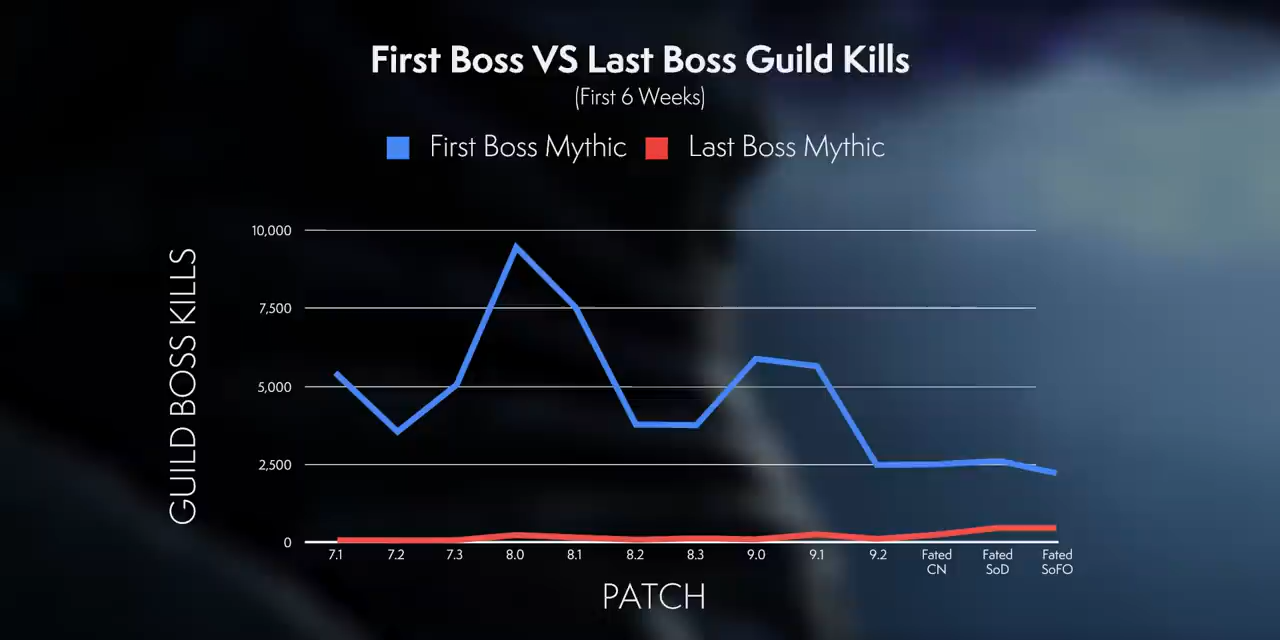 First Boss VS Last Boss Guild Kills
(First 6 Weeks)
First Boss Mythic Last Boss Mythic
GUILD BOSS KILLS
10,000
7,500
5,000
2,500
0
7.1 7.2 7.3 8.0 8.1 8.2 8.3 9.0 9.1 9.2 Fated CN Fated SoD Fated SoFO
PATCH